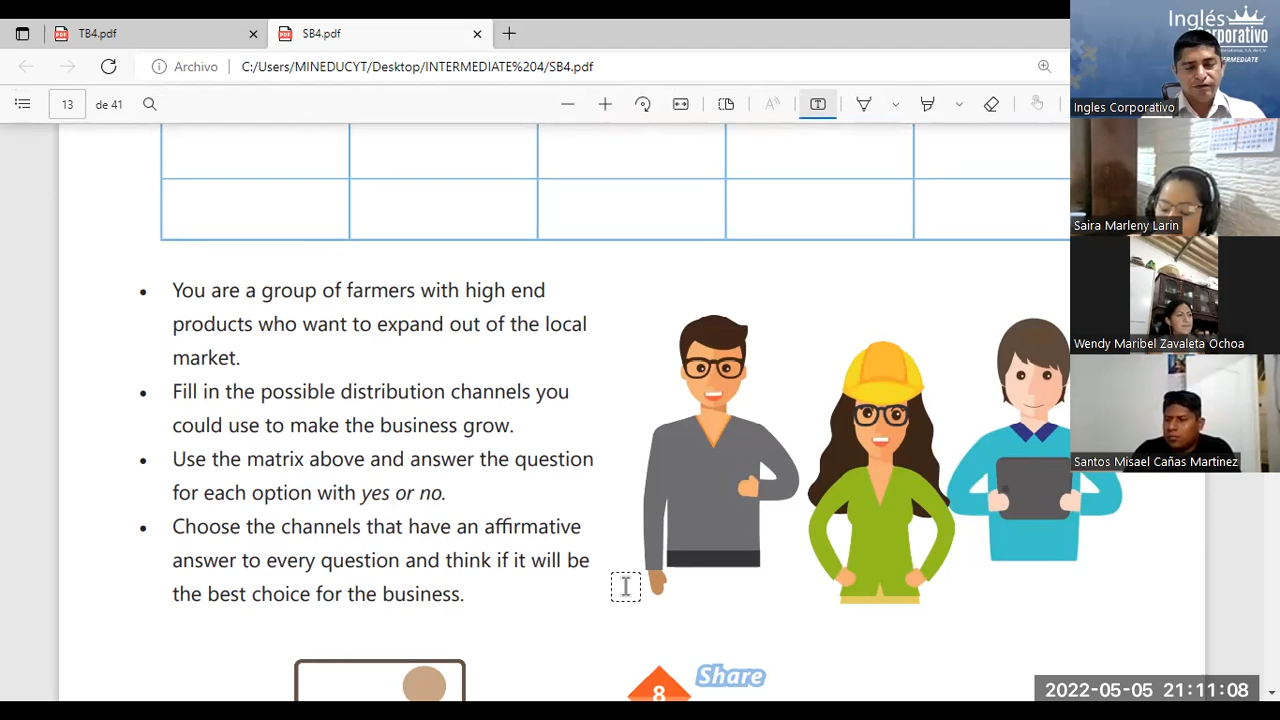 TB4.pdf
SB4.pdf
Archivo
C:/Users/MINEDUCYT/Desktop/INTERMEDIATE%204/SB4.pdf
13
de 41
You are a group of farmers with high end
products who want to expand out of the local
market.
Fill in the possible distribution channels you
could use to make the business grow.
Use the matrix above and answer the question
for each option with yes or no.
Choose the channels that have an affirmative
answer to every question and think if it will be
the best choice for the business.
8
Share
Inglés
Corporativo
Ingles Corporativo
Saira Marleny Larin
Wendy Maribel Zavaleta Ochoa
Santos Misael Cañas Martinez
2022-05-05 21:11:08